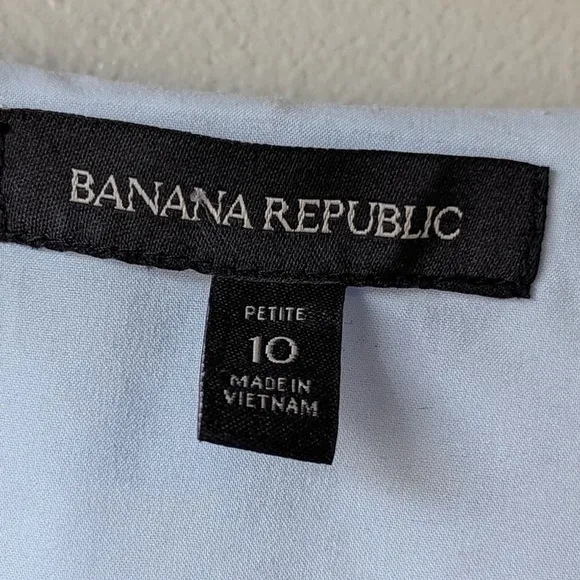 BANANA REPUBLIC
PETITE
10
MADE IN
VIETNAM